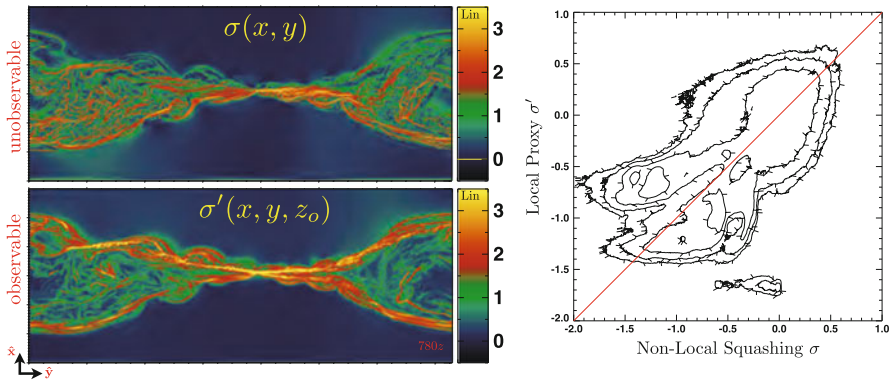 unobservable
σ(x, y)
Lin
3
2
1
0
observable
σ′(x, y, z_o)
Lin
3
2
1
0
780z
x̂
ŷ
Local Proxy σ′
1.0
0.5
0.0
-0.5
-1.0
-1.5
-2.0
-2.0 -1.5 -1.0 -0.5 0.0 0.5 1.0
Non-Local Squashing σ